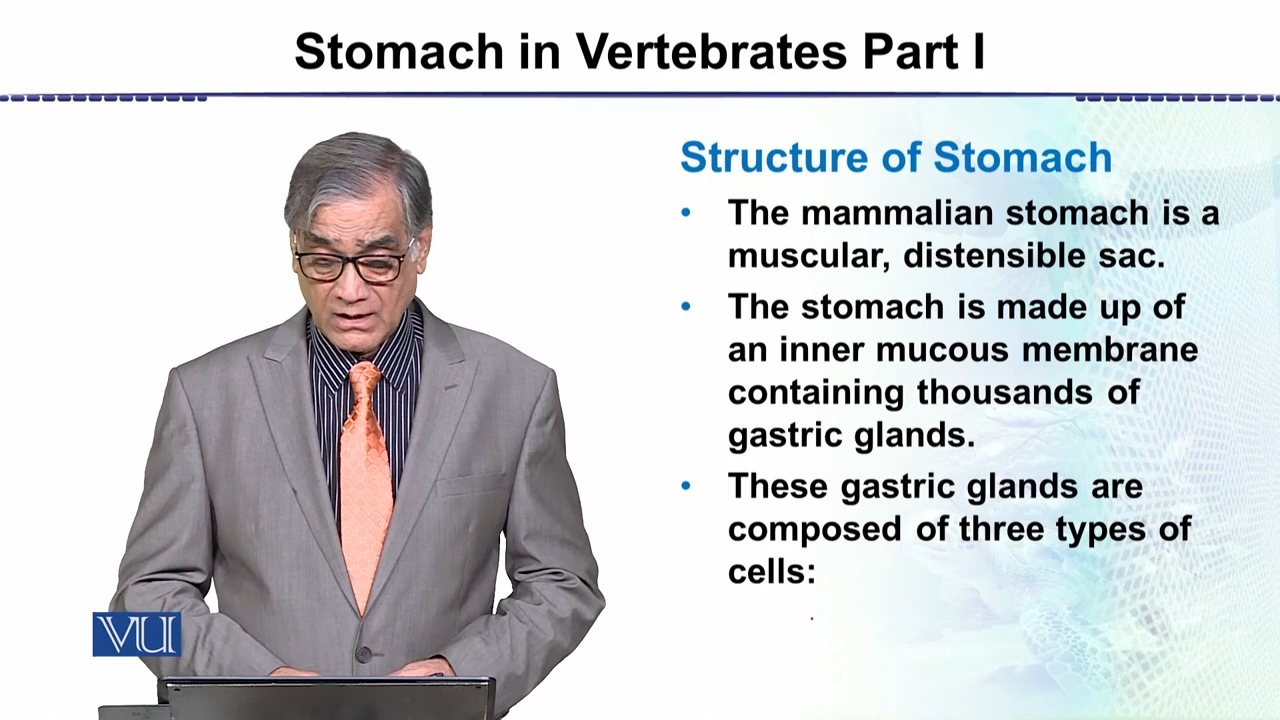 Stomach in Vertebrates Part I
Structure of Stomach
• The mammalian stomach is a
muscular, distensible sac.
• The stomach is made up of
an inner mucous membrane
containing thousands of
gastric glands.
• These gastric glands are
composed of three types of
cells:
VU